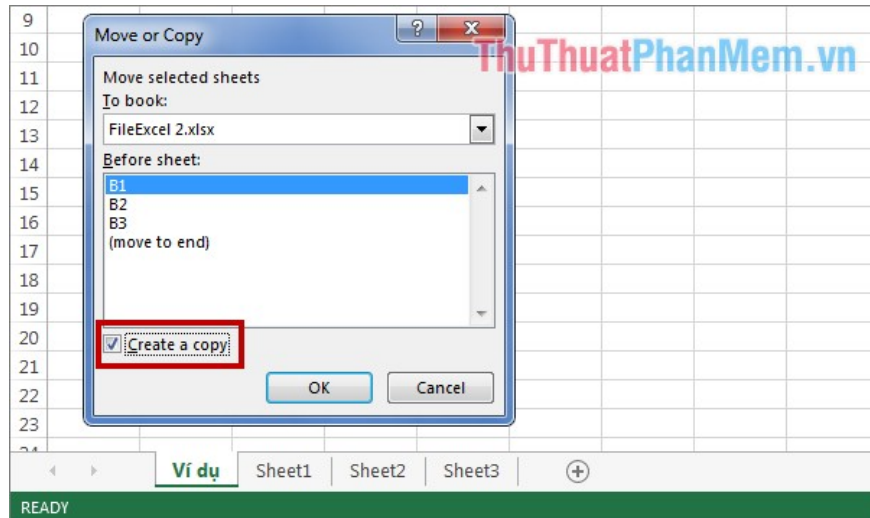 9
Move or Copy
?
X
ThuThuatPhanMem.vn
10
11
Move selected sheets
12
To book:
13
FileExcel 2.xlsx
14
Before sheet:
15
B1
B2
16
B3
17
(move to end)
18
19
20
Create a copy
21
22
OK
Cancel
23
24
Ví dụ
Sheet1
Sheet2
Sheet3
READY